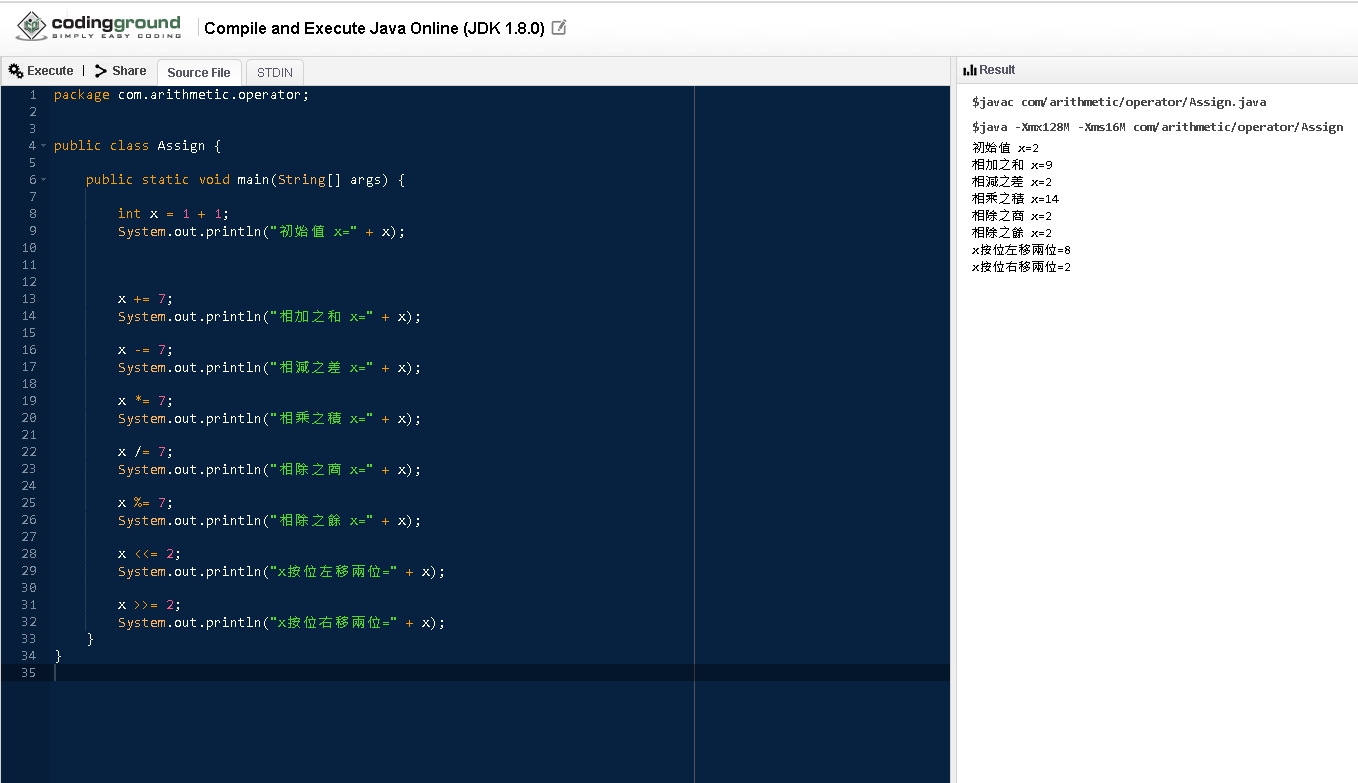 codingground
SIMPLY EASY CODING
Compile and Execute Java Online (JDK 1.8.0)
Execute | Share Source File STDIN
1 package com.arithmetic.operator;
2
3
4 public class Assign {
5
6 public static void main(String[] args) {
7
8 int x = 1 + 1;
9 System.out.println("初始值 x=" + x);
10
11
12
13 x += 7;
14 System.out.println("相加之和 x=" + x);
15
16 x -= 7;
17 System.out.println("相減之差 x=" + x);
18
19 x *= 7;
20 System.out.println("相乘之積 x=" + x);
21
22 x /= 7;
23 System.out.println("相除之商 x=" + x);
24
25 x %= 7;
26 System.out.println("相除之餘 x=" + x);
27
28 x <<= 2;
29 System.out.println("x按位左移兩位=" + x);
30
31 x >>= 2;
32 System.out.println("x按位右移兩位=" + x);
33 }
34 }
35
Result
$javac com/arithmetic/operator/Assign.java
$java -Xmx128M -Xms16M com/arithmetic/operator/Assign
初始值 x=2
相加之和 x=9
相減之差 x=2
相乘之積 x=14
相除之商 x=2
相除之餘 x=2
x按位左移兩位=8
x按位右移兩位=2